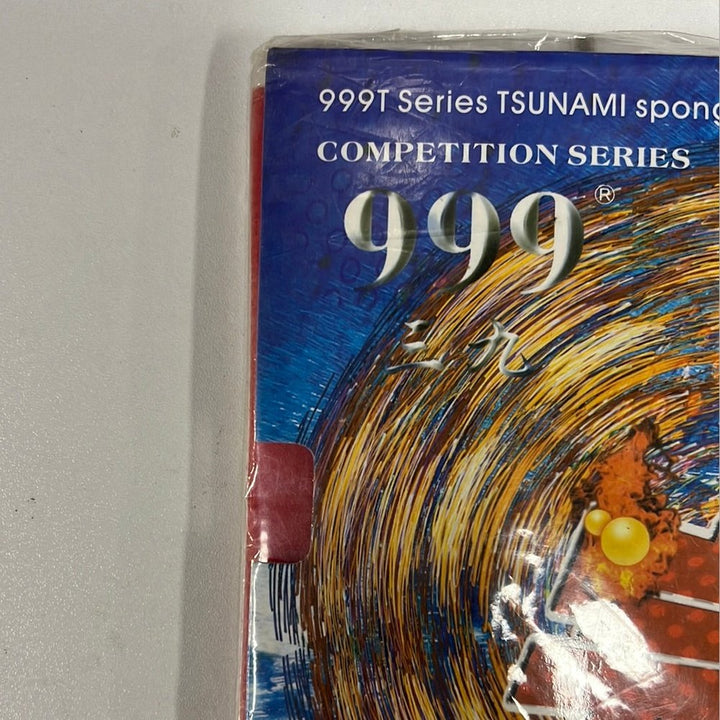 999T Series TSUNAMI spong
COMPETITION SERIES
999®
三九